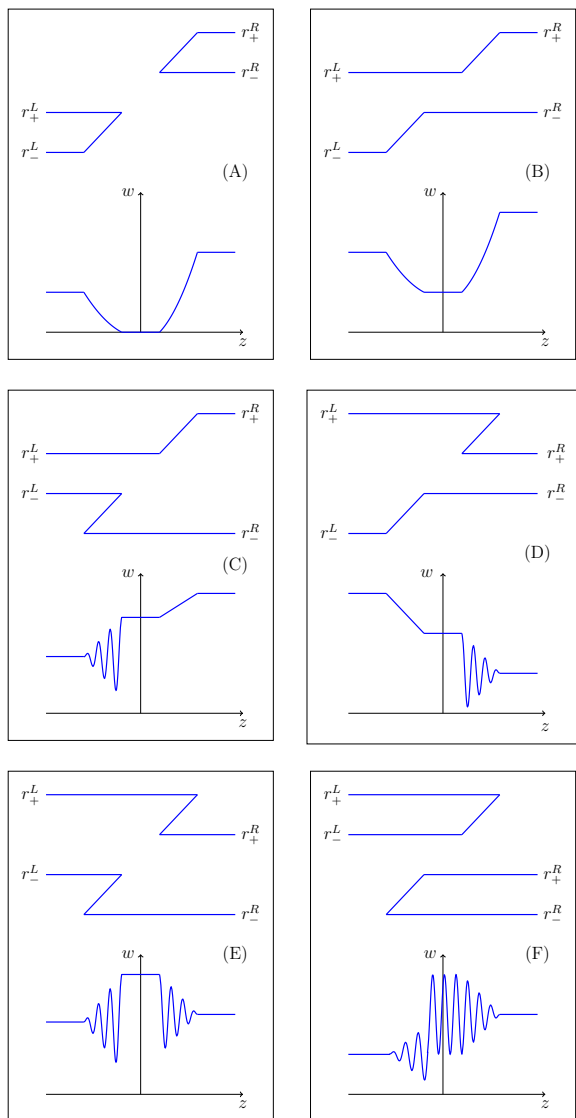 r_+^R
r_-^R
r_+^L
r_-^L
(A)
w
z
r_+^R
r_+^L
r_-^R
r_-^L
(B)
w
z
r_+^R
r_+^L
r_-^L
r_-^R
(C)
w
z
r_+^L
r_+^R
r_-^R
r_-^L
(D)
w
z
r_+^L
r_+^R
r_-^L
r_-^R
(E)
w
z
r_+^L
r_-^L
r_+^R
r_-^R
(F)
w
z